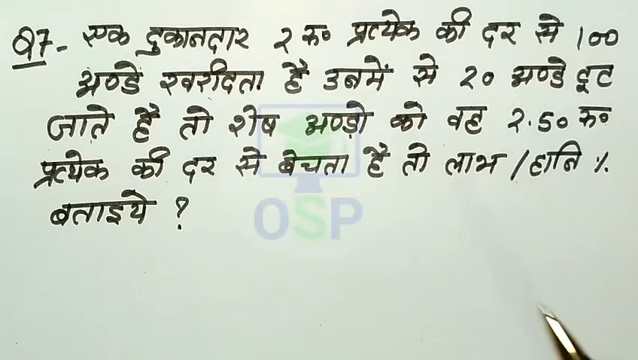 Q7- एक दुकानदार 2 रु० प्रत्येक की दर से 100
अण्डे खरीदता है उनमें से 20 अण्डे टूट
जाते है तो शेष अण्डो को वह 2.50 रु०
प्रत्येक की दर से बेचता है तो लाभ / हानि %
बताइये ?
OSP